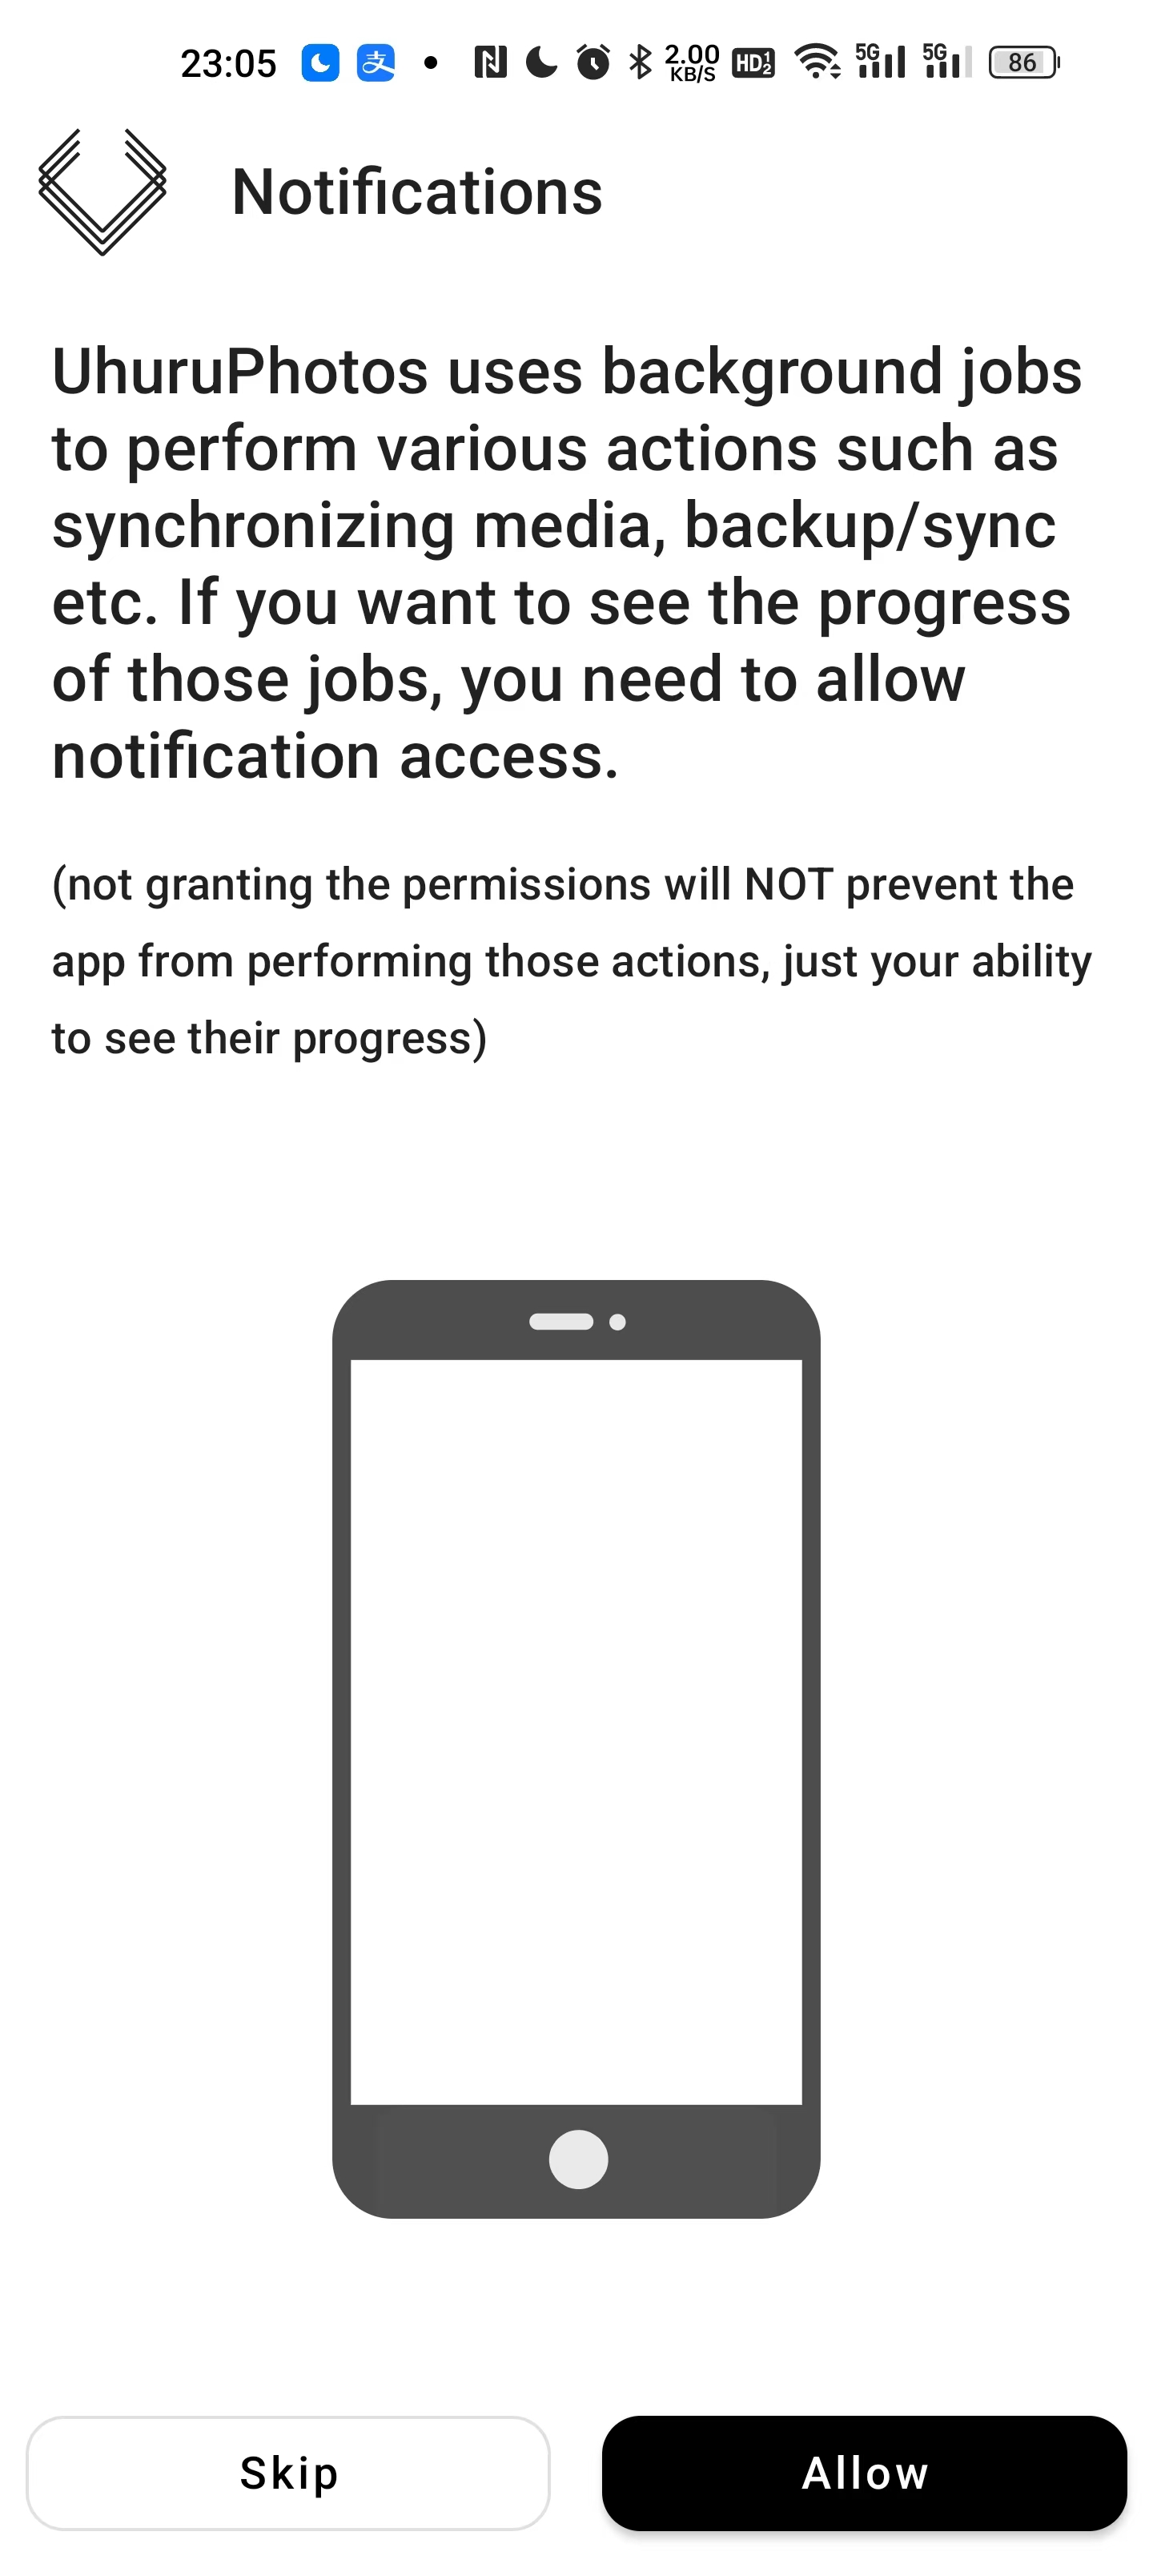 23:05 支 N 2.00 KB/S HD 1 2 5G 5G 86
Notifications
UhuruPhotos uses background jobs
to perform various actions such as
synchronizing media, backup/sync
etc. If you want to see the progress
of those jobs, you need to allow
notification access.
(not granting the permissions will NOT prevent the
app from performing those actions, just your ability
to see their progress)
Skip
Allow